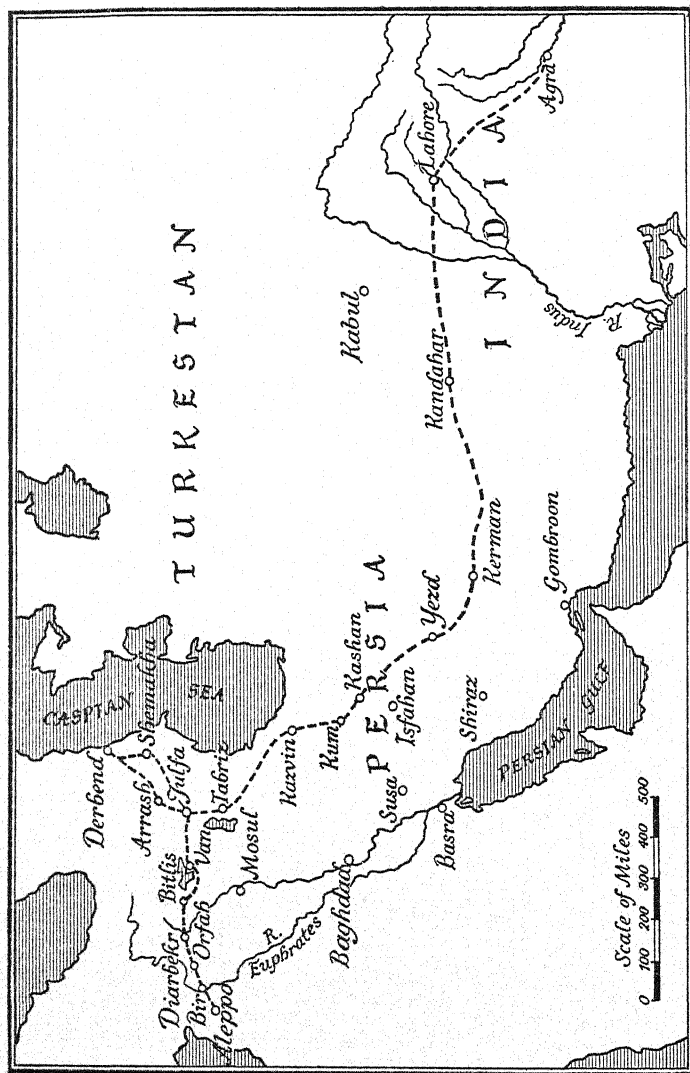 TURKESTAN
CASPIAN
SEA
Derbend
Shemakha
Arrash
Julfa
Tabriz
Diarbekr
Bitlis
Van
Orfah
Bir
Aleppo
Mosul
R.
Euphrates
Baghdad
Kazvin
Kum
Kashan
PERSIA
Isfahan
Susa
Basra
Shiraz
Yezd
Kerman
Gombroon
PERSIAN GULF
Kabul
Kandahar
Lahore
Agra
INDIA
R.
Indus
Scale of Miles
0 100 200 300 400 500